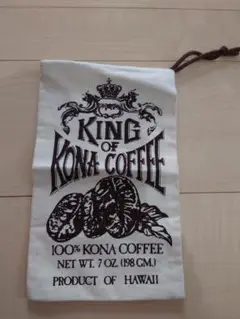 KING
OF
KONA COFFEE
100% KONA COFFEE
NET WT. 7 OZ. (198 GM.)
PRODUCT OF HAWAII